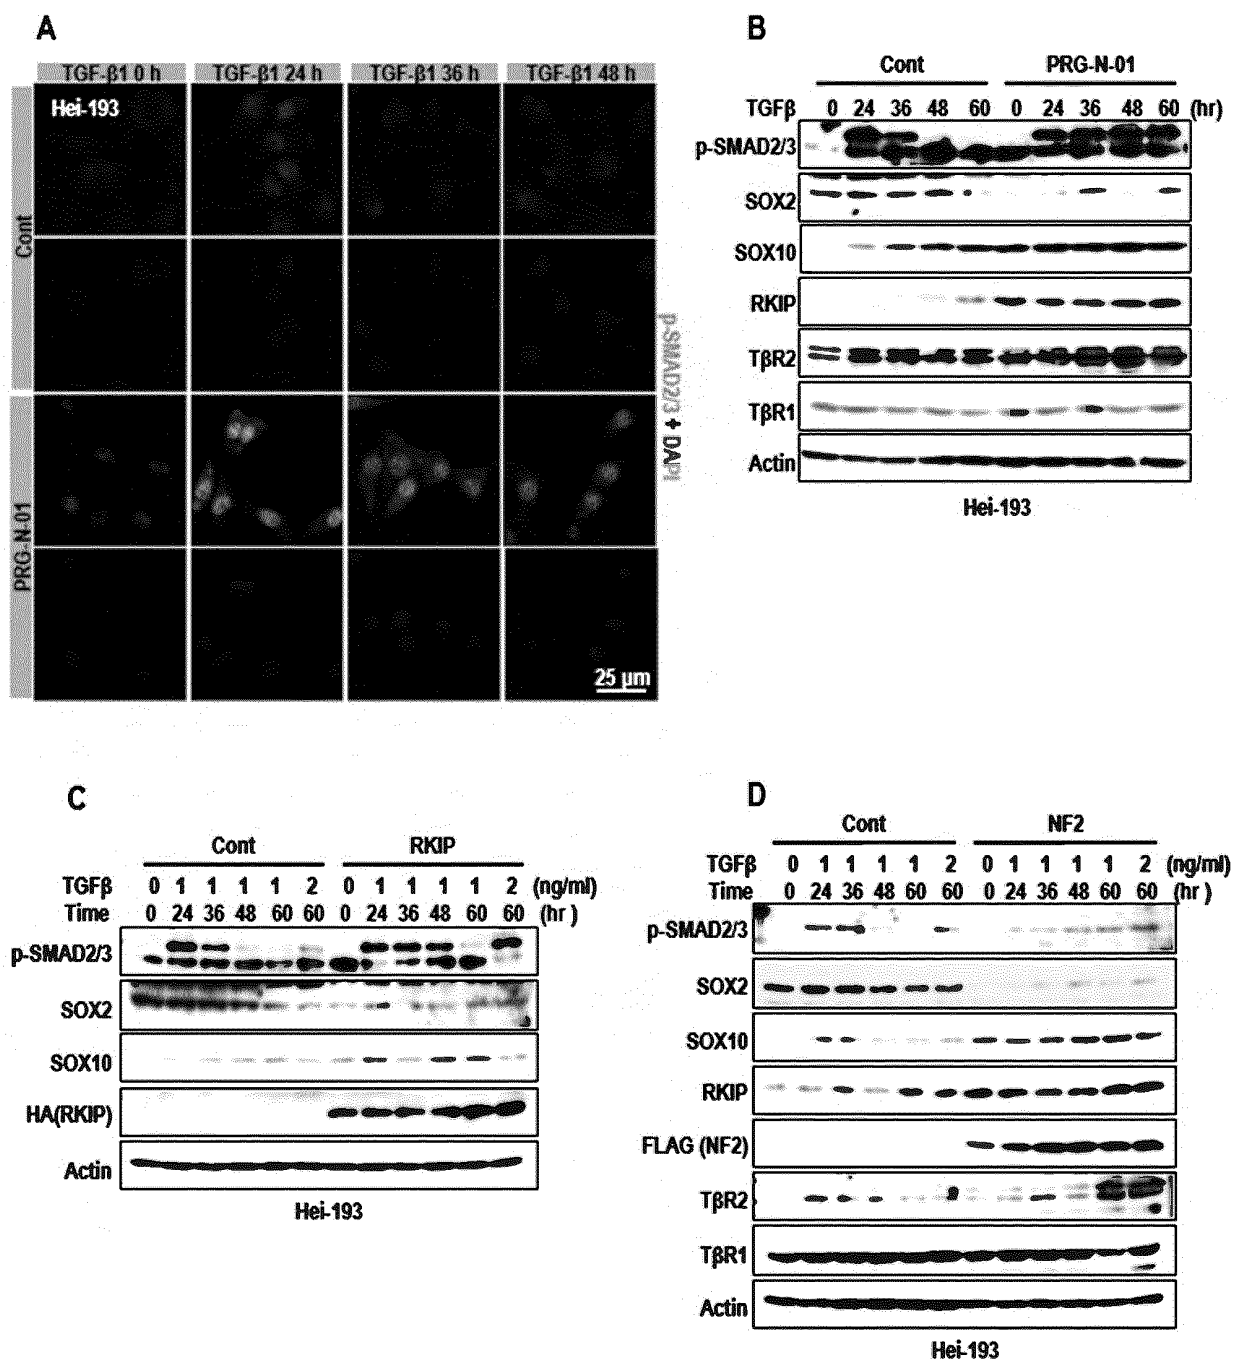 A
TGF-β1 0 h TGF-β1 24 h TGF-β1 36 h TGF-β1 48 h
Hei-193
Cont
PRG-N-01
p-SMAD2/3 + DAPI
25 µm
B
Cont PRG-N-01
TGFβ 0 24 36 48 60 0 24 36 48 60 (hr)
p-SMAD2/3
SOX2
SOX10
RKIP
TβR2
TβR1
Actin
Hei-193
C
Cont RKIP
TGFβ 0 1 1 1 1 2 0 1 1 1 1 2 (ng/ml)
Time 0 24 36 48 60 60 0 24 36 48 60 60 (hr )
p-SMAD2/3
SOX2
SOX10
HA(RKIP)
Actin
Hei-193
D
Cont NF2
TGFβ 0 1 1 1 1 2 0 1 1 1 1 2 (ng/ml)
Time 0 24 36 48 60 60 0 24 36 48 60 60 (hr)
p-SMAD2/3
SOX2
SOX10
RKIP
FLAG (NF2)
TβR2
TβR1
Actin
Hei-193